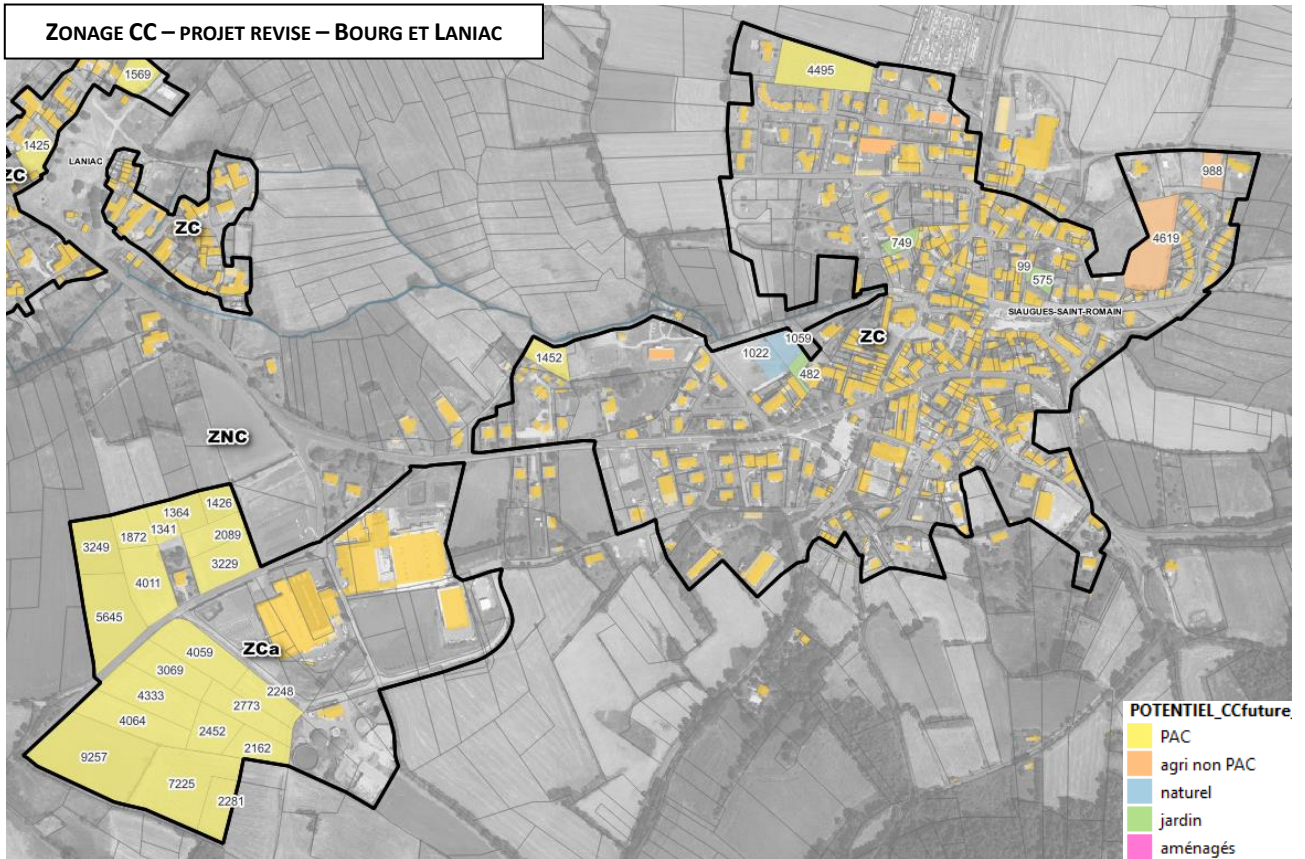 ZONAGE CC – PROJET REVISE – BOURG ET LANIAC
1569
4495
1425
LANIAC
ZC
ZC
988
4619
749
99
575
SIAUGUES-SAINT-ROMAIN
1059
1022
ZC
1452
482
ZNC
1426
1364
1341
1872
2089
3249
3229
4011
5645
4059
ZCa
3069
2248
4333
2773
4064
2452
2162
9257
7225
2281
POTENTIEL_CCfuture_
PAC
agri non PAC
naturel
jardin
aménagés